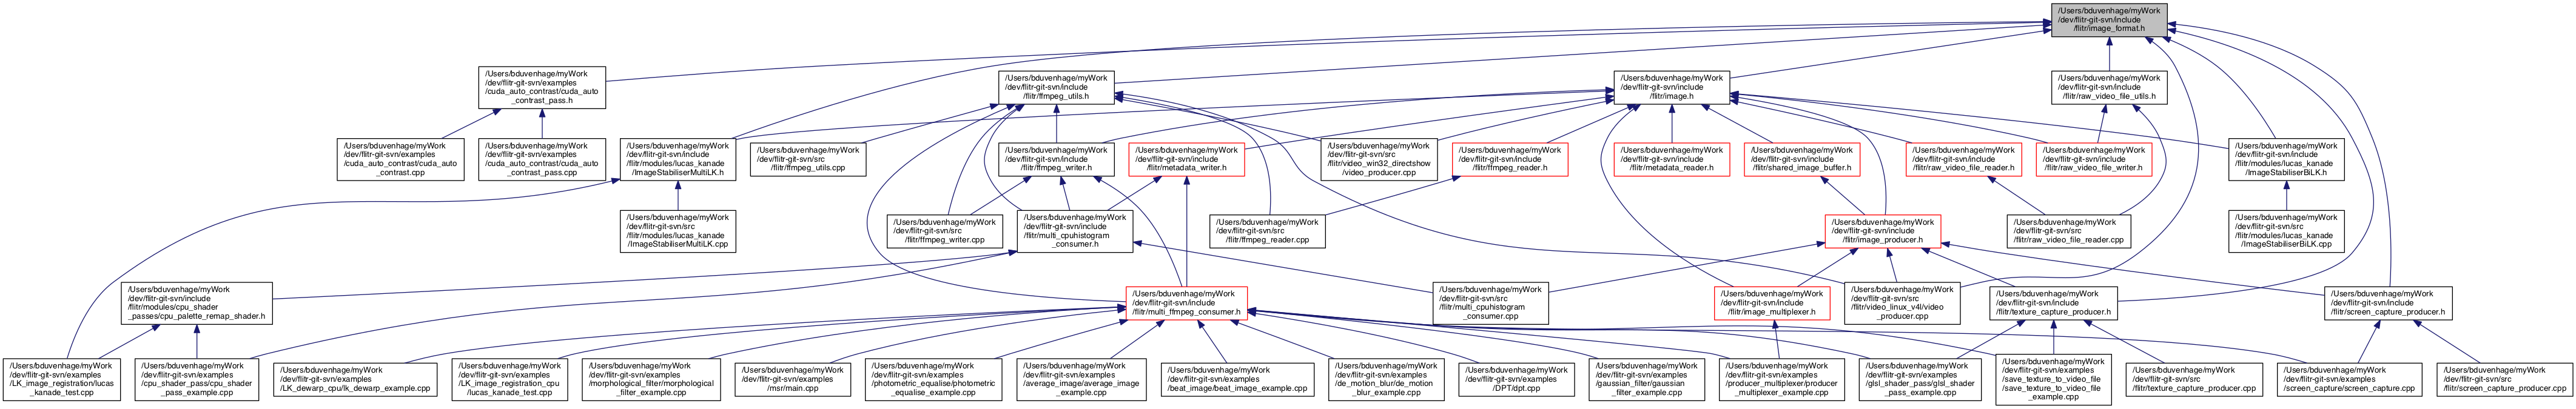 /Users/bduvenhage/myWork
/dev/flitr-git-svn/include
/flitr/image_format.h
/Users/bduvenhage/myWork
/dev/flitr-git-svn/examples
/cuda_auto_contrast/cuda_auto
_contrast_pass.h
/Users/bduvenhage/myWork
/dev/flitr-git-svn/include
/flitr/ffmpeg_utils.h
/Users/bduvenhage/myWork
/dev/flitr-git-svn/include
/flitr/image.h
/Users/bduvenhage/myWork
/dev/flitr-git-svn/include
/flitr/raw_video_file_utils.h
/Users/bduvenhage/myWork
/dev/flitr-git-svn/examples
/cuda_auto_contrast/cuda_auto
_contrast.cpp
/Users/bduvenhage/myWork
/dev/flitr-git-svn/examples
/cuda_auto_contrast/cuda_auto
_contrast_pass.cpp
/Users/bduvenhage/myWork
/dev/flitr-git-svn/include
/flitr/modules/lucas_kanade
/ImageStabiliserMultiLK.h
/Users/bduvenhage/myWork
/dev/flitr-git-svn/src
/flitr/ffmpeg_utils.cpp
/Users/bduvenhage/myWork
/dev/flitr-git-svn/include
/flitr/ffmpeg_writer.h
/Users/bduvenhage/myWork
/dev/flitr-git-svn/include
/flitr/metadata_writer.h
/Users/bduvenhage/myWork
/dev/flitr-git-svn/src
/flitr/video_win32_directshow
/video_producer.cpp
/Users/bduvenhage/myWork
/dev/flitr-git-svn/include
/flitr/ffmpeg_reader.h
/Users/bduvenhage/myWork
/dev/flitr-git-svn/include
/flitr/metadata_reader.h
/Users/bduvenhage/myWork
/dev/flitr-git-svn/include
/flitr/shared_image_buffer.h
/Users/bduvenhage/myWork
/dev/flitr-git-svn/include
/flitr/raw_video_file_reader.h
/Users/bduvenhage/myWork
/dev/flitr-git-svn/include
/flitr/raw_video_file_writer.h
/Users/bduvenhage/myWork
/dev/flitr-git-svn/include
/flitr/modules/lucas_kanade
/ImageStabiliserBiLK.h
/Users/bduvenhage/myWork
/dev/flitr-git-svn/src
/flitr/modules/lucas_kanade
/ImageStabiliserMultiLK.cpp
/Users/bduvenhage/myWork
/dev/flitr-git-svn/src
/flitr/ffmpeg_writer.cpp
/Users/bduvenhage/myWork
/dev/flitr-git-svn/include
/flitr/multi_cpuhistogram
_consumer.h
/Users/bduvenhage/myWork
/dev/flitr-git-svn/src
/flitr/ffmpeg_reader.cpp
/Users/bduvenhage/myWork
/dev/flitr-git-svn/include
/flitr/image_producer.h
/Users/bduvenhage/myWork
/dev/flitr-git-svn/src
/flitr/raw_video_file_reader.cpp
/Users/bduvenhage/myWork
/dev/flitr-git-svn/src
/flitr/modules/lucas_kanade
/ImageStabiliserBiLK.cpp
/Users/bduvenhage/myWork
/dev/flitr-git-svn/include
/flitr/modules/cpu_shader
_passes/cpu_palette_remap_shader.h
/Users/bduvenhage/myWork
/dev/flitr-git-svn/include
/flitr/multi_ffmpeg_consumer.h
/Users/bduvenhage/myWork
/dev/flitr-git-svn/src
/flitr/multi_cpuhistogram
_consumer.cpp
/Users/bduvenhage/myWork
/dev/flitr-git-svn/include
/flitr/image_multiplexer.h
/Users/bduvenhage/myWork
/dev/flitr-git-svn/src
/flitr/video_linux_v4l/video
_producer.cpp
/Users/bduvenhage/myWork
/dev/flitr-git-svn/include
/flitr/texture_capture_producer.h
/Users/bduvenhage/myWork
/dev/flitr-git-svn/include
/flitr/screen_capture_producer.h
/Users/bduvenhage/myWork
/dev/flitr-git-svn/examples
/LK_image_registration/lucas
_kanade_test.cpp
/Users/bduvenhage/myWork
/dev/flitr-git-svn/examples
/cpu_shader_pass/cpu_shader
_pass_example.cpp
/Users/bduvenhage/myWork
/dev/flitr-git-svn/examples
/LK_dewarp_cpu/lk_dewarp_example.cpp
/Users/bduvenhage/myWork
/dev/flitr-git-svn/examples
/LK_image_registration_cpu
/lucas_kanade_test.cpp
/Users/bduvenhage/myWork
/dev/flitr-git-svn/examples
/morphological_filter/morphological
_filter_example.cpp
/Users/bduvenhage/myWork
/dev/flitr-git-svn/examples
/msr/main.cpp
/Users/bduvenhage/myWork
/dev/flitr-git-svn/examples
/photometric_equalise/photometric
_equalise_example.cpp
/Users/bduvenhage/myWork
/dev/flitr-git-svn/examples
/average_image/average_image
_example.cpp
/Users/bduvenhage/myWork
/dev/flitr-git-svn/examples
/beat_image/beat_image_example.cpp
/Users/bduvenhage/myWork
/dev/flitr-git-svn/examples
/de_motion_blur/de_motion
_blur_example.cpp
/Users/bduvenhage/myWork
/dev/flitr-git-svn/examples
/DPT/dpt.cpp
/Users/bduvenhage/myWork
/dev/flitr-git-svn/examples
/gaussian_filter/gaussian
_filter_example.cpp
/Users/bduvenhage/myWork
/dev/flitr-git-svn/examples
/producer_multiplexer/producer
_multiplexer_example.cpp
/Users/bduvenhage/myWork
/dev/flitr-git-svn/examples
/glsl_shader_pass/glsl_shader
_pass_example.cpp
/Users/bduvenhage/myWork
/dev/flitr-git-svn/examples
/save_texture_to_video_file
/save_texture_to_video_file
_example.cpp
/Users/bduvenhage/myWork
/dev/flitr-git-svn/src
/flitr/texture_capture_producer.cpp
/Users/bduvenhage/myWork
/dev/flitr-git-svn/examples
/screen_capture/screen_capture.cpp
/Users/bduvenhage/myWork
/dev/flitr-git-svn/src
/flitr/screen_capture_producer.cpp